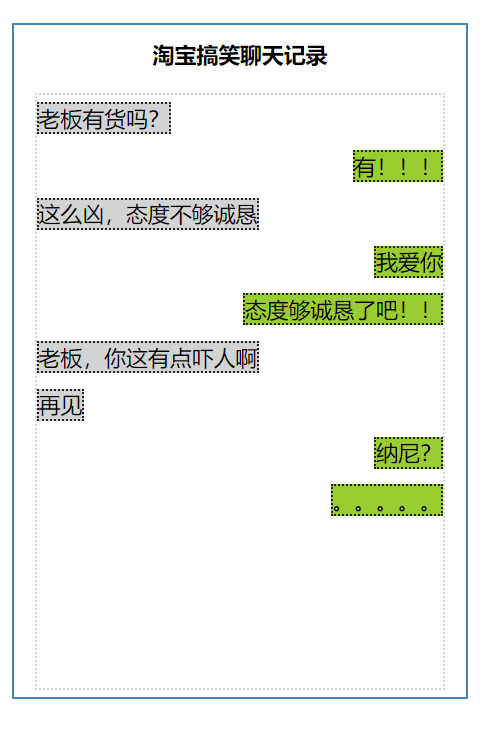 淘宝搞笑聊天记录
老板有货吗？
有！！！
这么凶，态度不够诚恳
我爱你
态度够诚恳了吧！！
老板，你这有点吓人啊
再见
纳尼？
。。。。。